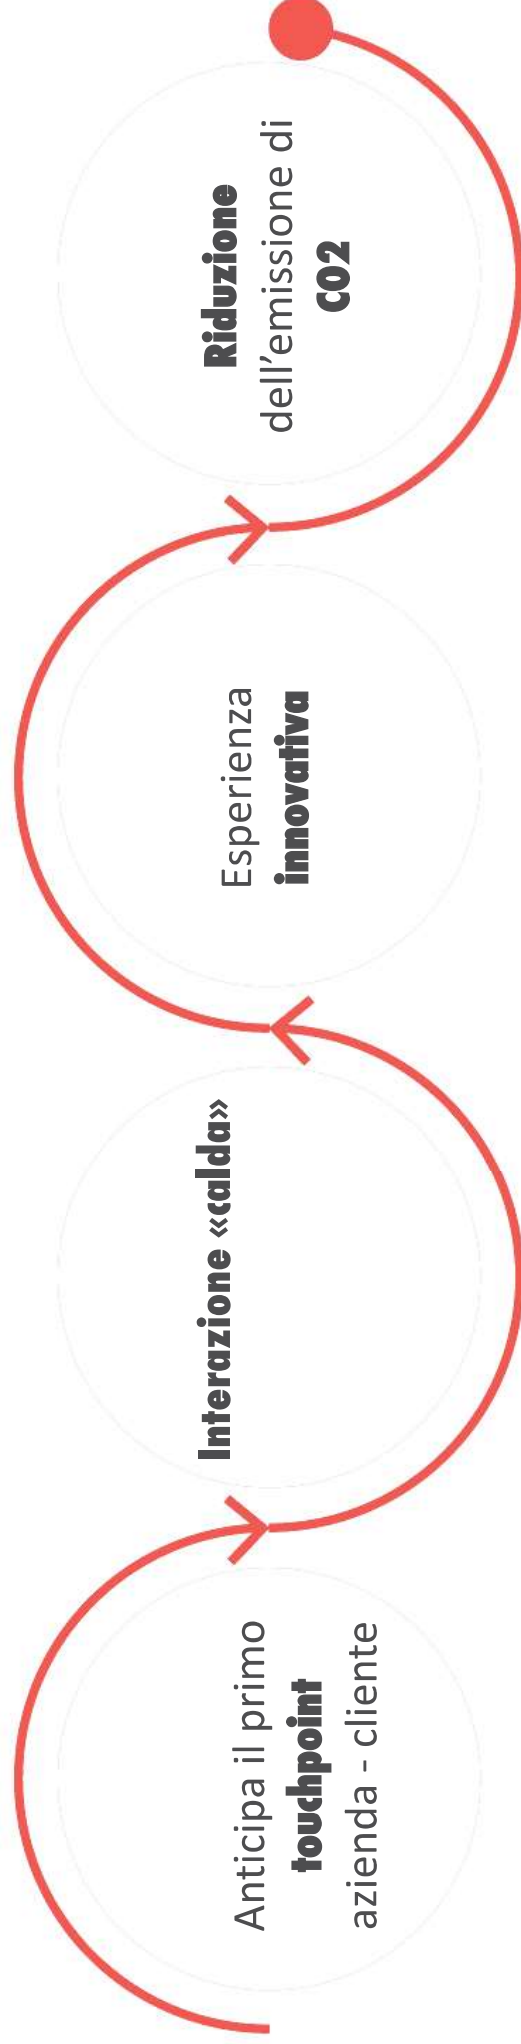 Anticipa il primo
touchpoint
azienda - cliente
Interazione «calda»
Esperienza
innovativa
Riduzione
dell’emissione di
CO2